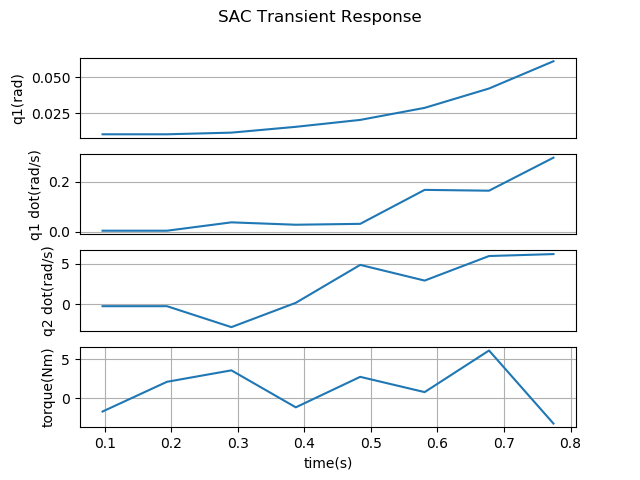 SAC Transient Response
q1(rad)
0.050
0.025
q1 dot(rad/s)
0.2
0.0
q2 dot(rad/s)
5
0
torque(Nm)
5
0
0.1 0.2 0.3 0.4 0.5 0.6 0.7 0.8
time(s)